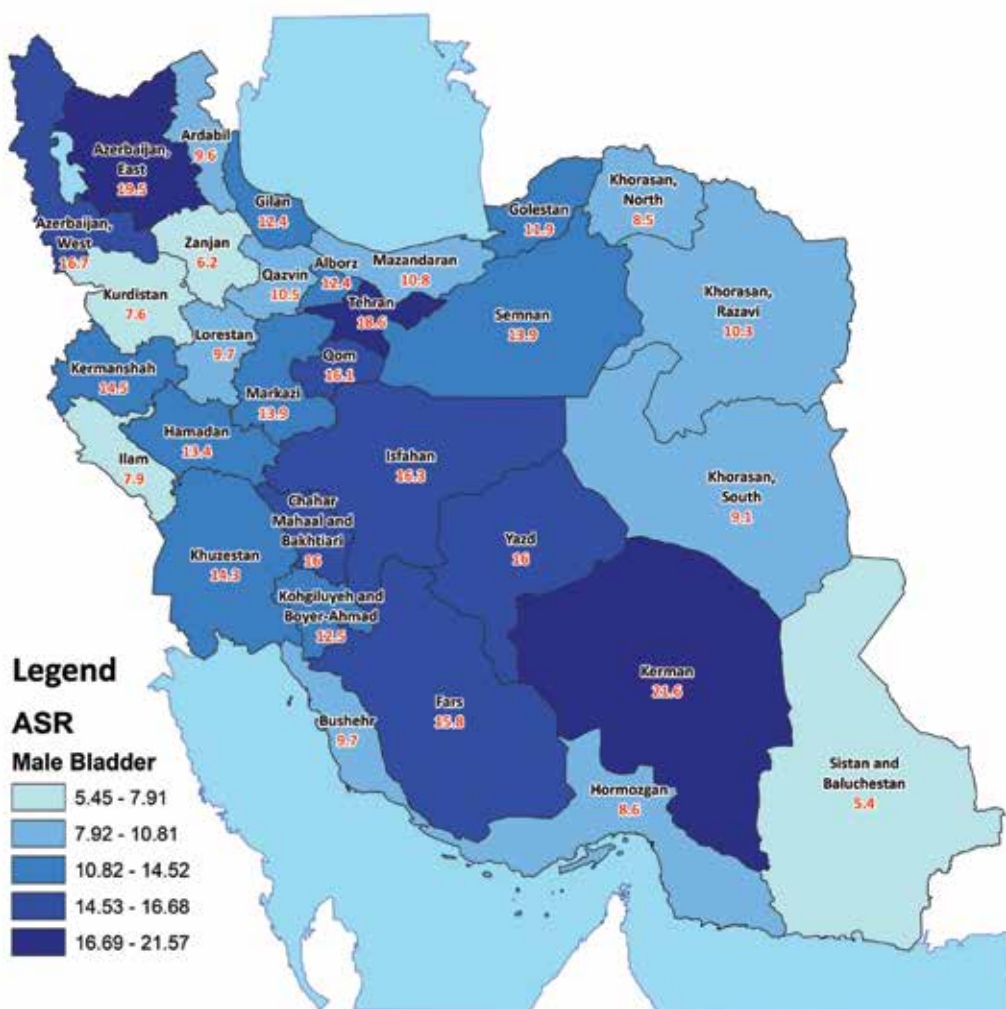 Ardabil
9.6
Azerbaijan,
East
19.5
Gilan
12.4
Azerbaijan,
West
16.7
Zanjan
6.2
Golestan
11.9
Khorasan,
North
8.5
Qazvin
10.5
Alborz
12.4
Mazandaran
10.8
Tehran
18.6
Kurdistan
7.6
Khorasan,
Razavi
10.3
Semnan
13.9
Lorestan
9.7
Kermanshah
14.5
Qom
16.1
Markazi
13.9
Hamadan
13.4
Ilam
7.9
Isfahan
16.3
Khorasan,
South
9.1
Chahar
Mahaal and
Bakhtiari
16
Yazd
16
Khuzestan
14.3
Kohgiluyeh and
Boyer-Ahmad
12.5
Kerman
21.6
Fars
15.8
Bushehr
9.7
Hormozgan
8.6
Sistan and
Baluchestan
5.4
Legend
ASR
Male Bladder
5.45 - 7.91
7.92 - 10.81
10.82 - 14.52
14.53 - 16.68
16.69 - 21.57